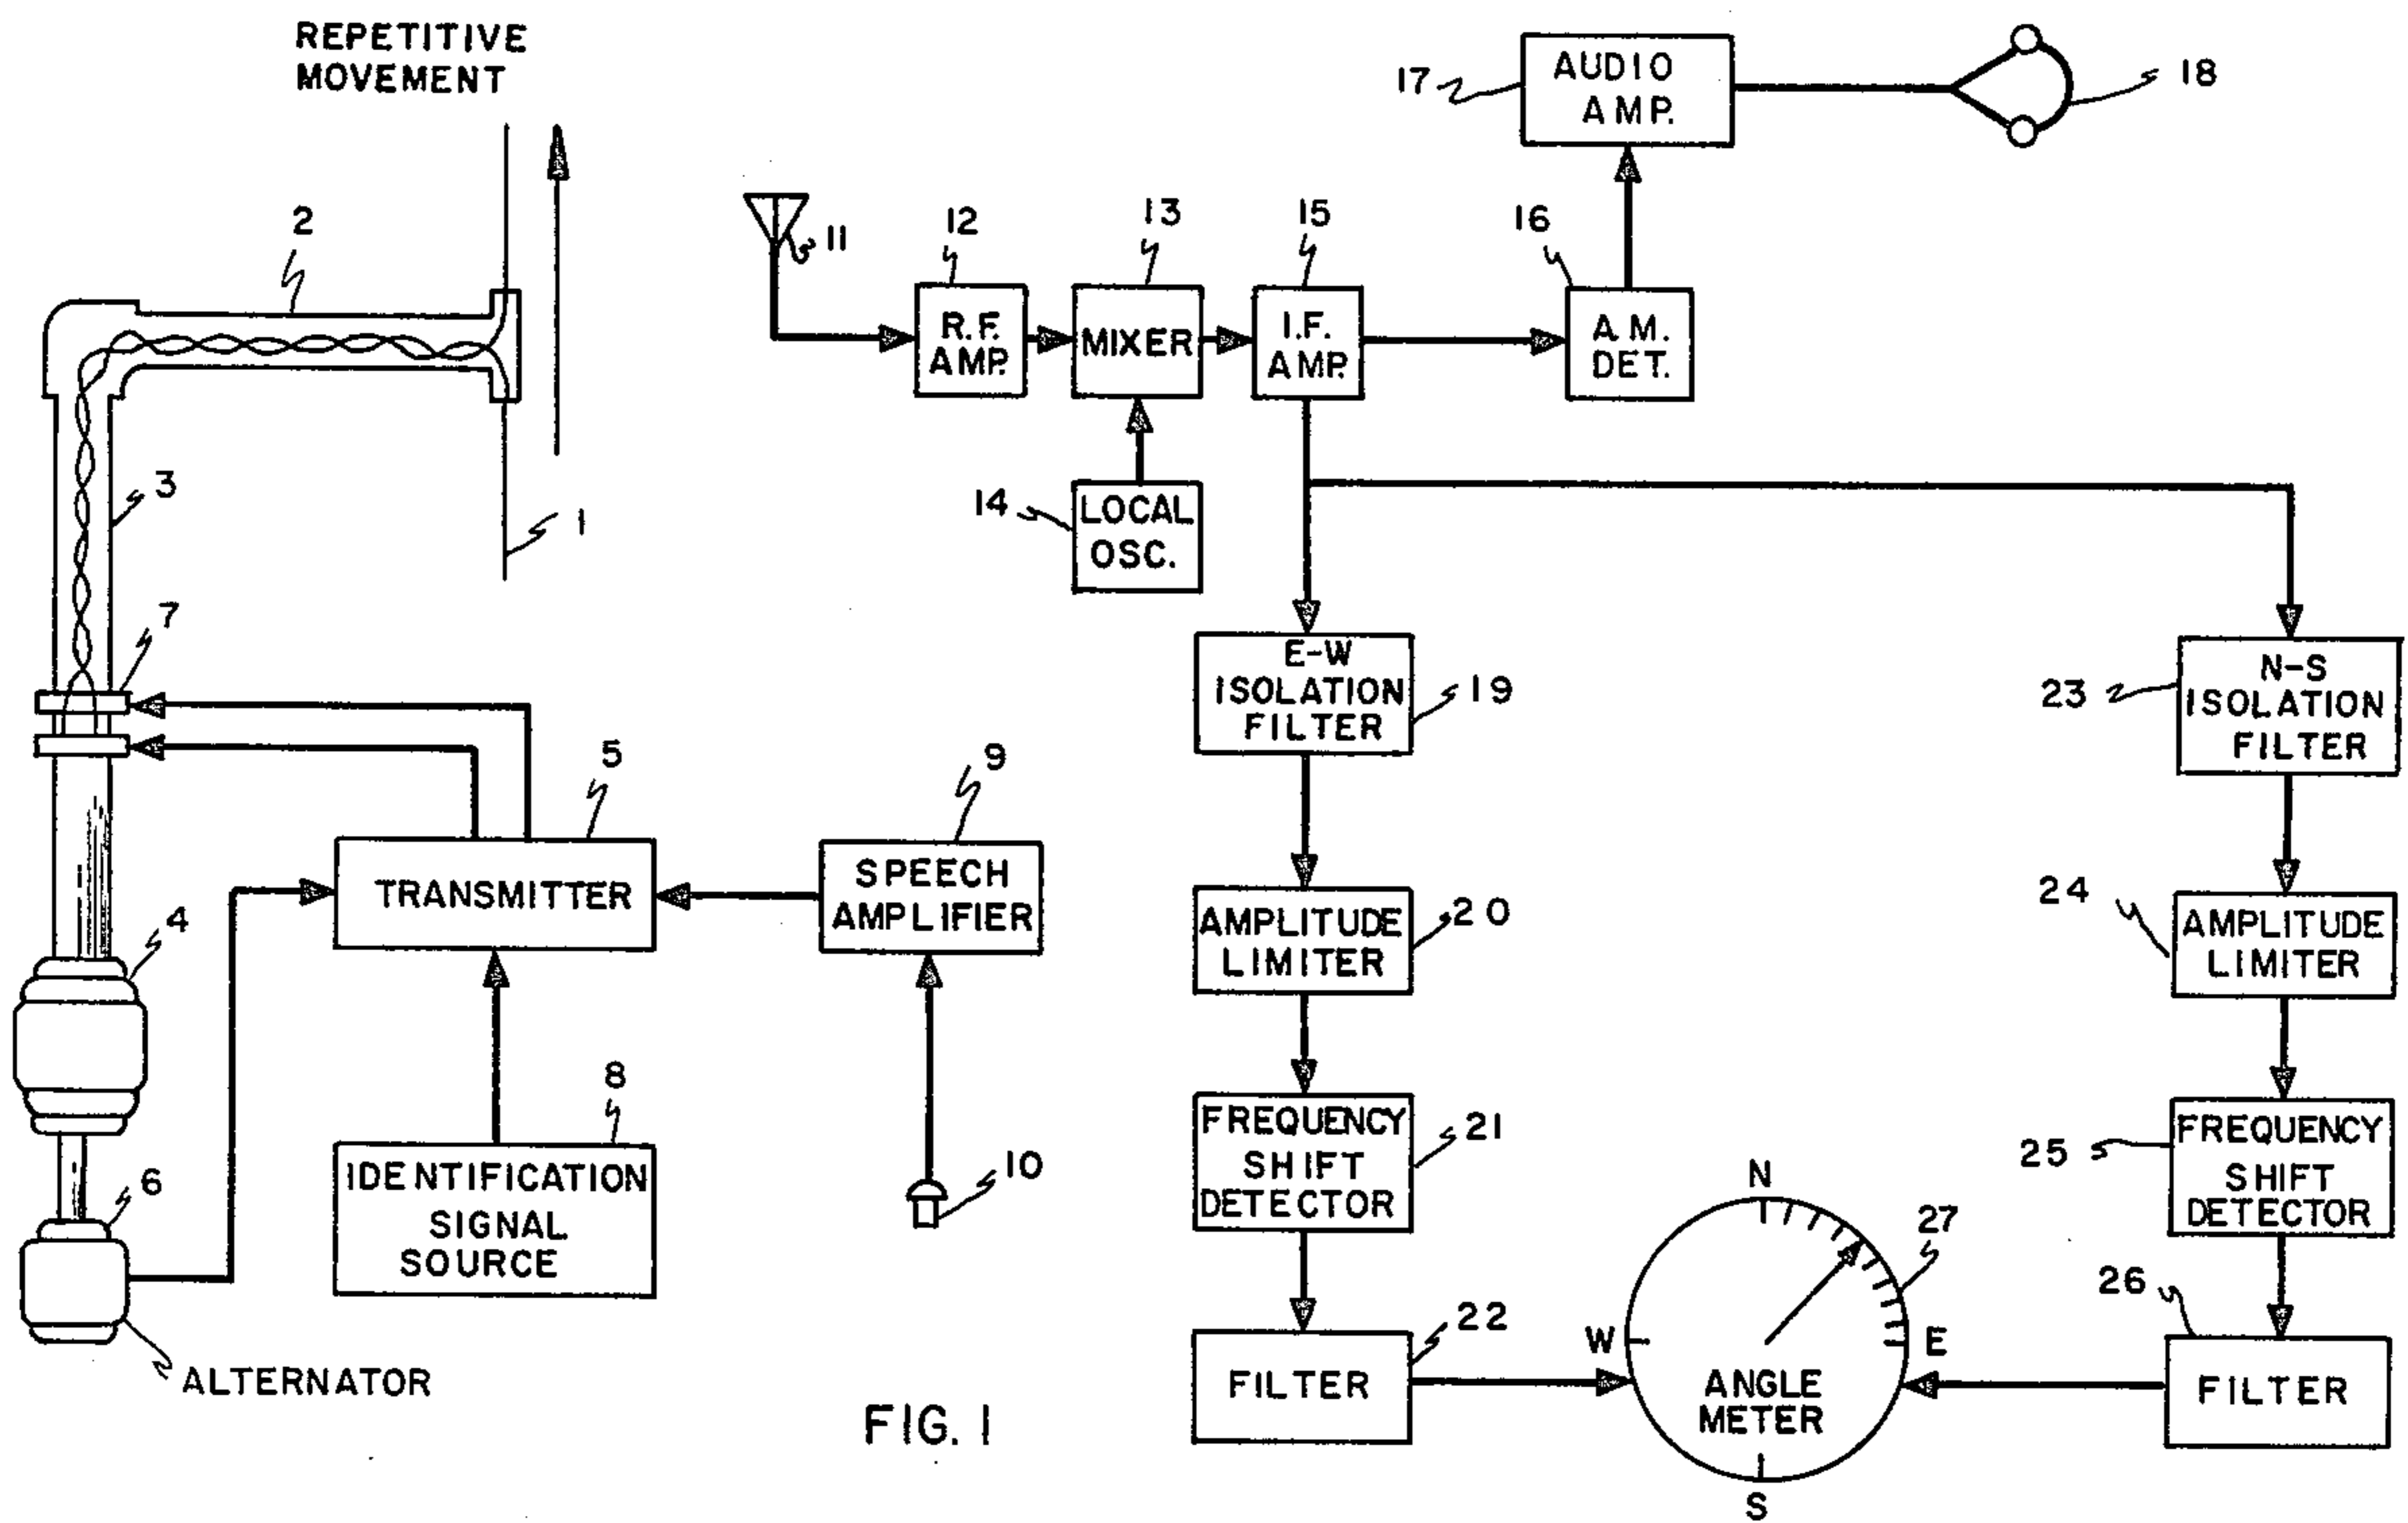 REPETITIVE
MOVEMENT
2
3
1
7
5
9
TRANSMITTER
SPEECH
AMPLIFIER
4
8
6
IDENTIFICATION
SIGNAL
SOURCE
10
ALTERNATOR
FIG. 1
11
12
R.F.
AMP.
13
MIXER
14
LOCAL
OSC.
15
I.F.
AMP.
16
A.M.
DET.
17
AUDIO
AMP.
18
E-W
ISOLATION
FILTER
19
AMPLITUDE
LIMITER
20
FREQUENCY
SHIFT
DETECTOR
21
FILTER
22
23
N-S
ISOLATION
FILTER
24
AMPLITUDE
LIMITER
25
FREQUENCY
SHIFT
DETECTOR
26
FILTER
27
N
W
E
ANGLE
METER
S